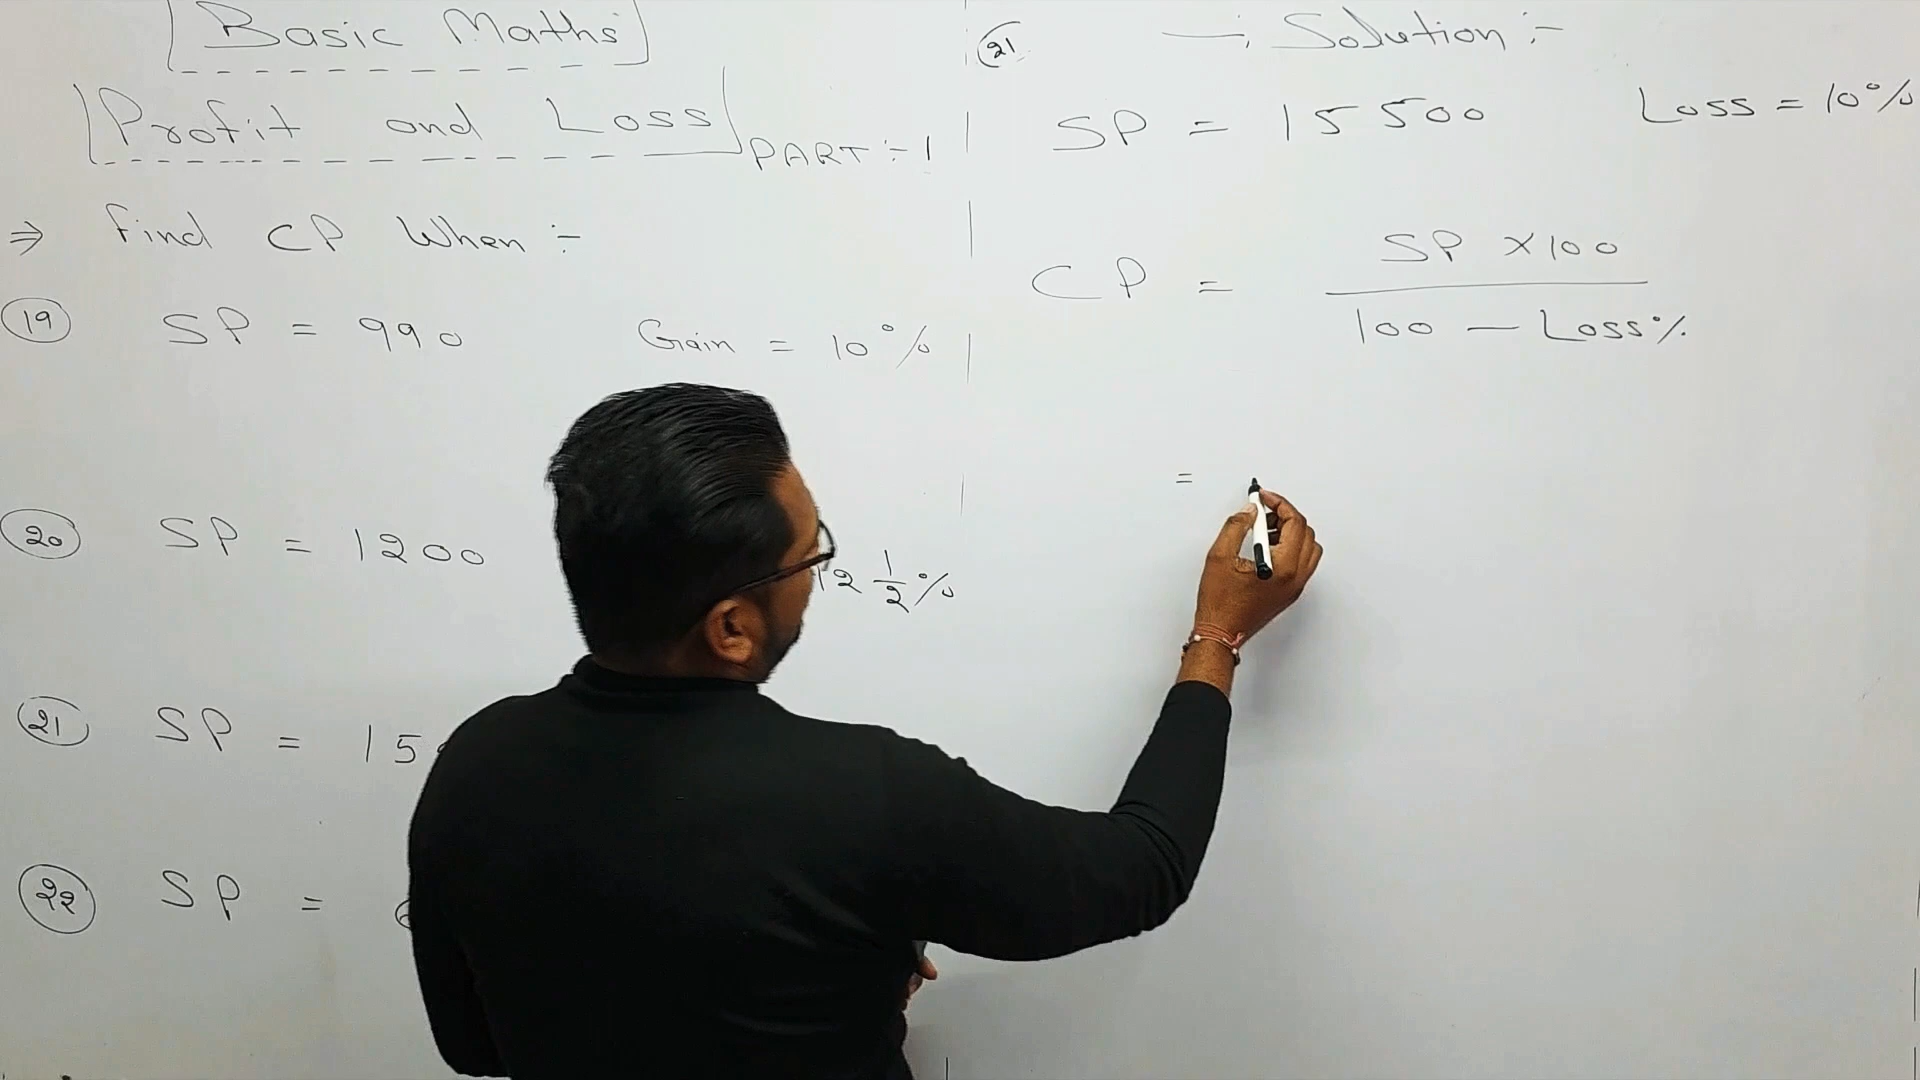 Basic Maths
Profit and Loss PART :- 1
⇒ Find CP When :-
19 SP = 990 Gain = 10%
20 SP = 1200 12 1/2 %
21 SP = 15
22 SP =
21 —: Solution :-
SP = 15500 Loss = 10%
CP = SP × 100 / 100 — Loss%
=